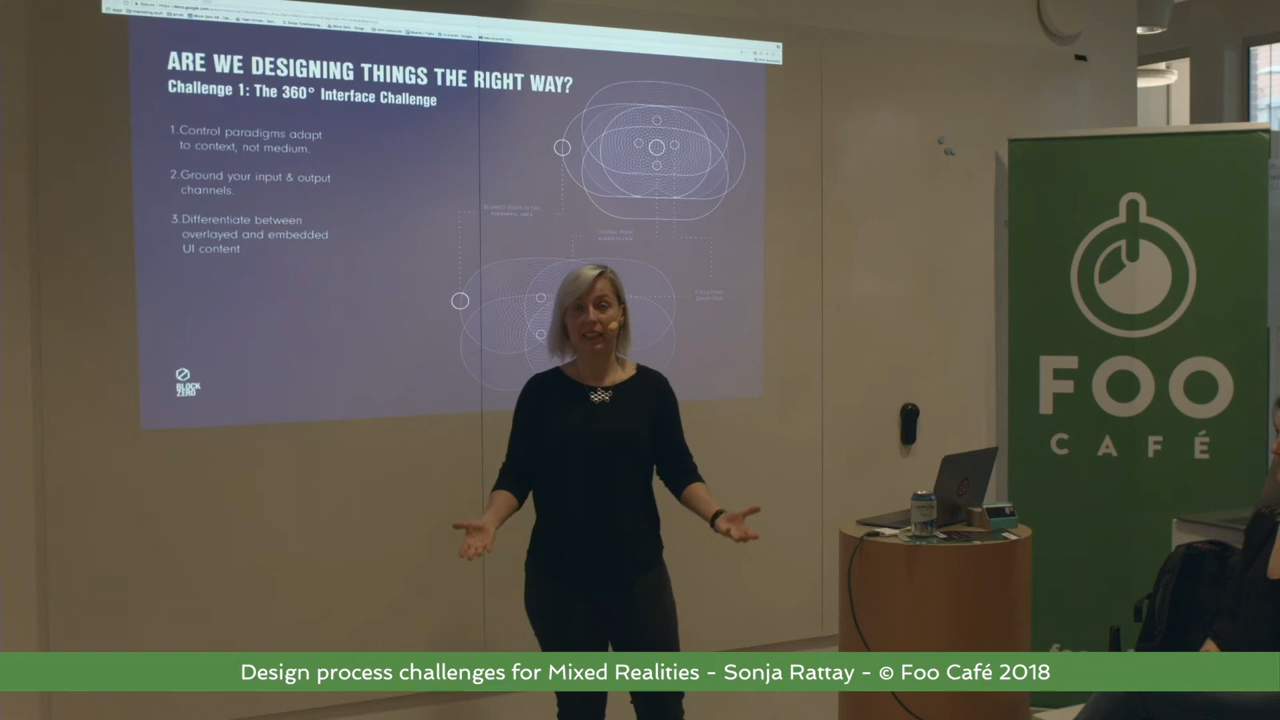 ARE WE DESIGNING THINGS THE RIGHT WAY?
Challenge 1: The 360° Interface Challenge
1.Control paradigms adapt
to context, not medium.
2.Ground your input & output
channels.
3.Differentiate between
overlayed and embedded
UI content
BLOCK
ZERO
FOO
CAFÉ
Design process challenges for Mixed Realities - Sonja Rattay - © Foo Café 2018